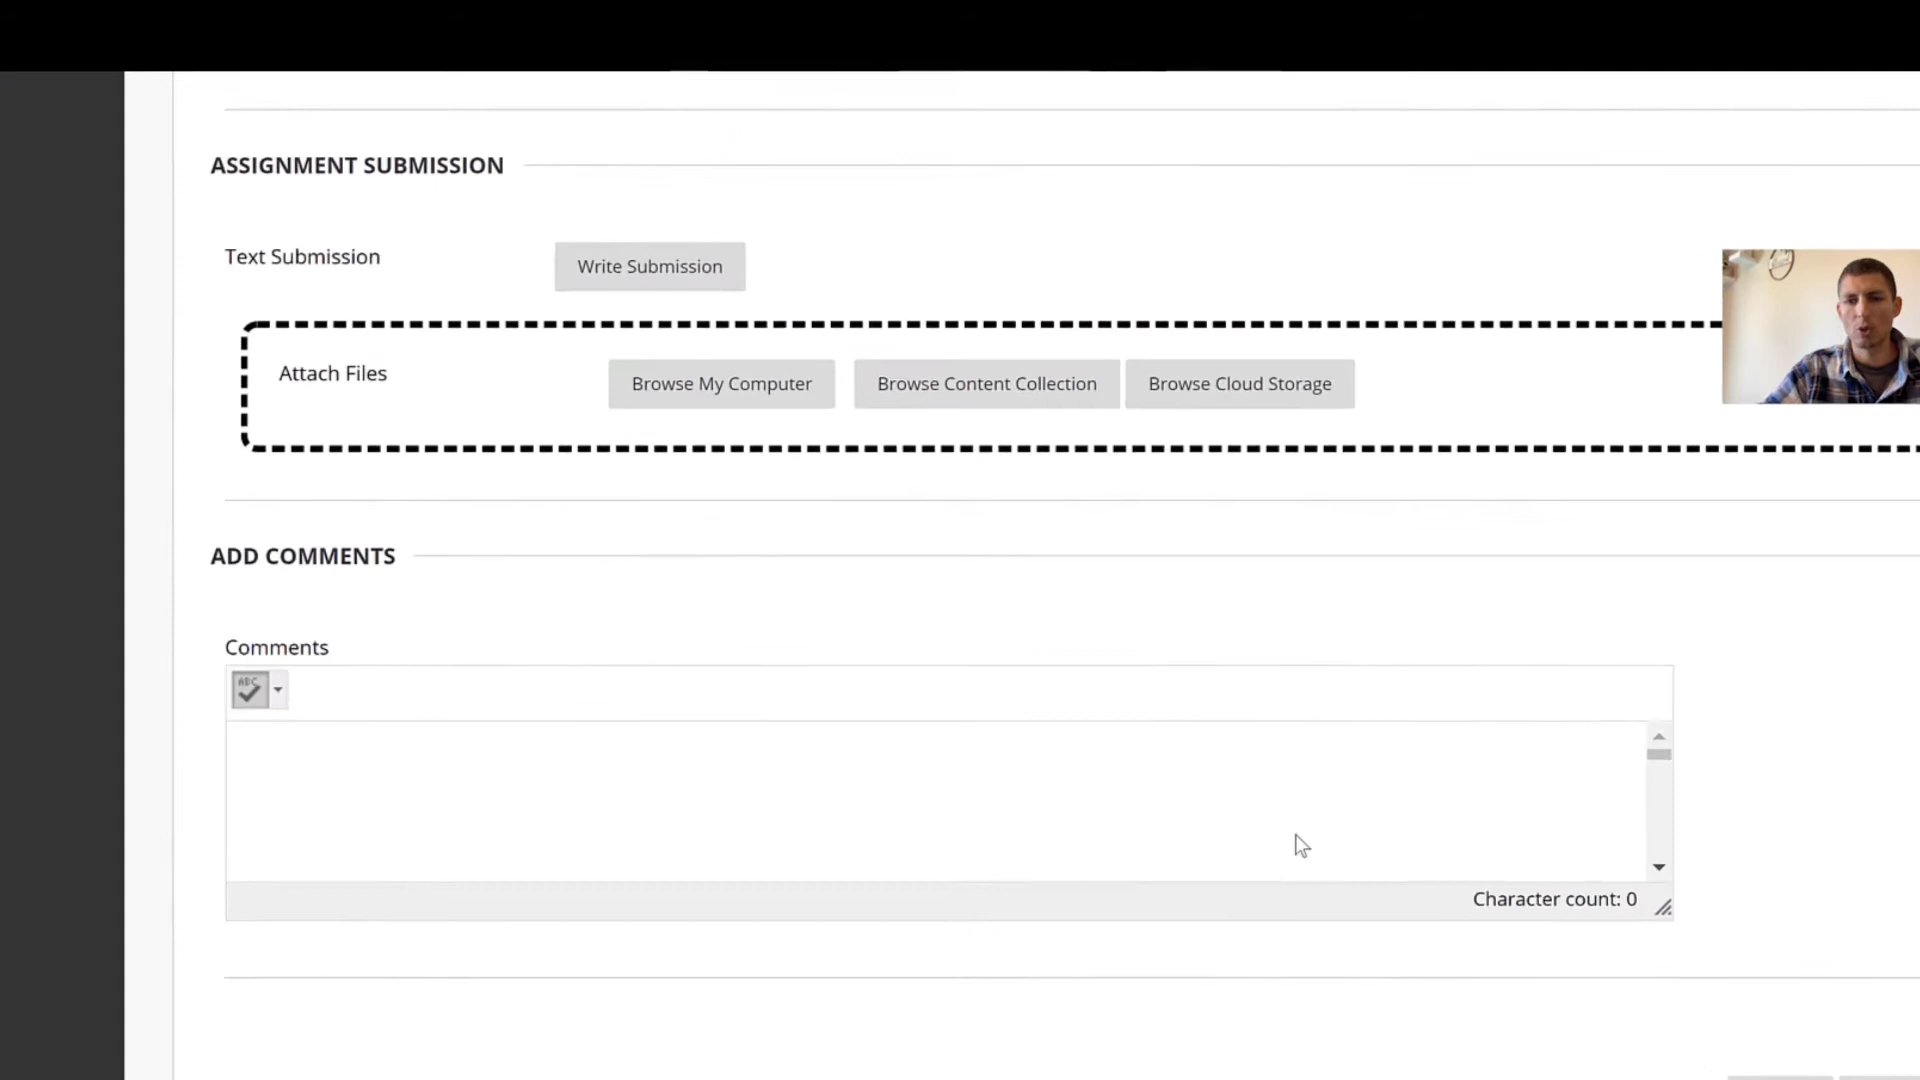 ASSIGNMENT SUBMISSION
Text Submission
Write Submission
Attach Files
Browse My Computer
Browse Content Collection
Browse Cloud Storage
ADD COMMENTS
Comments
ABC
Character count: 0